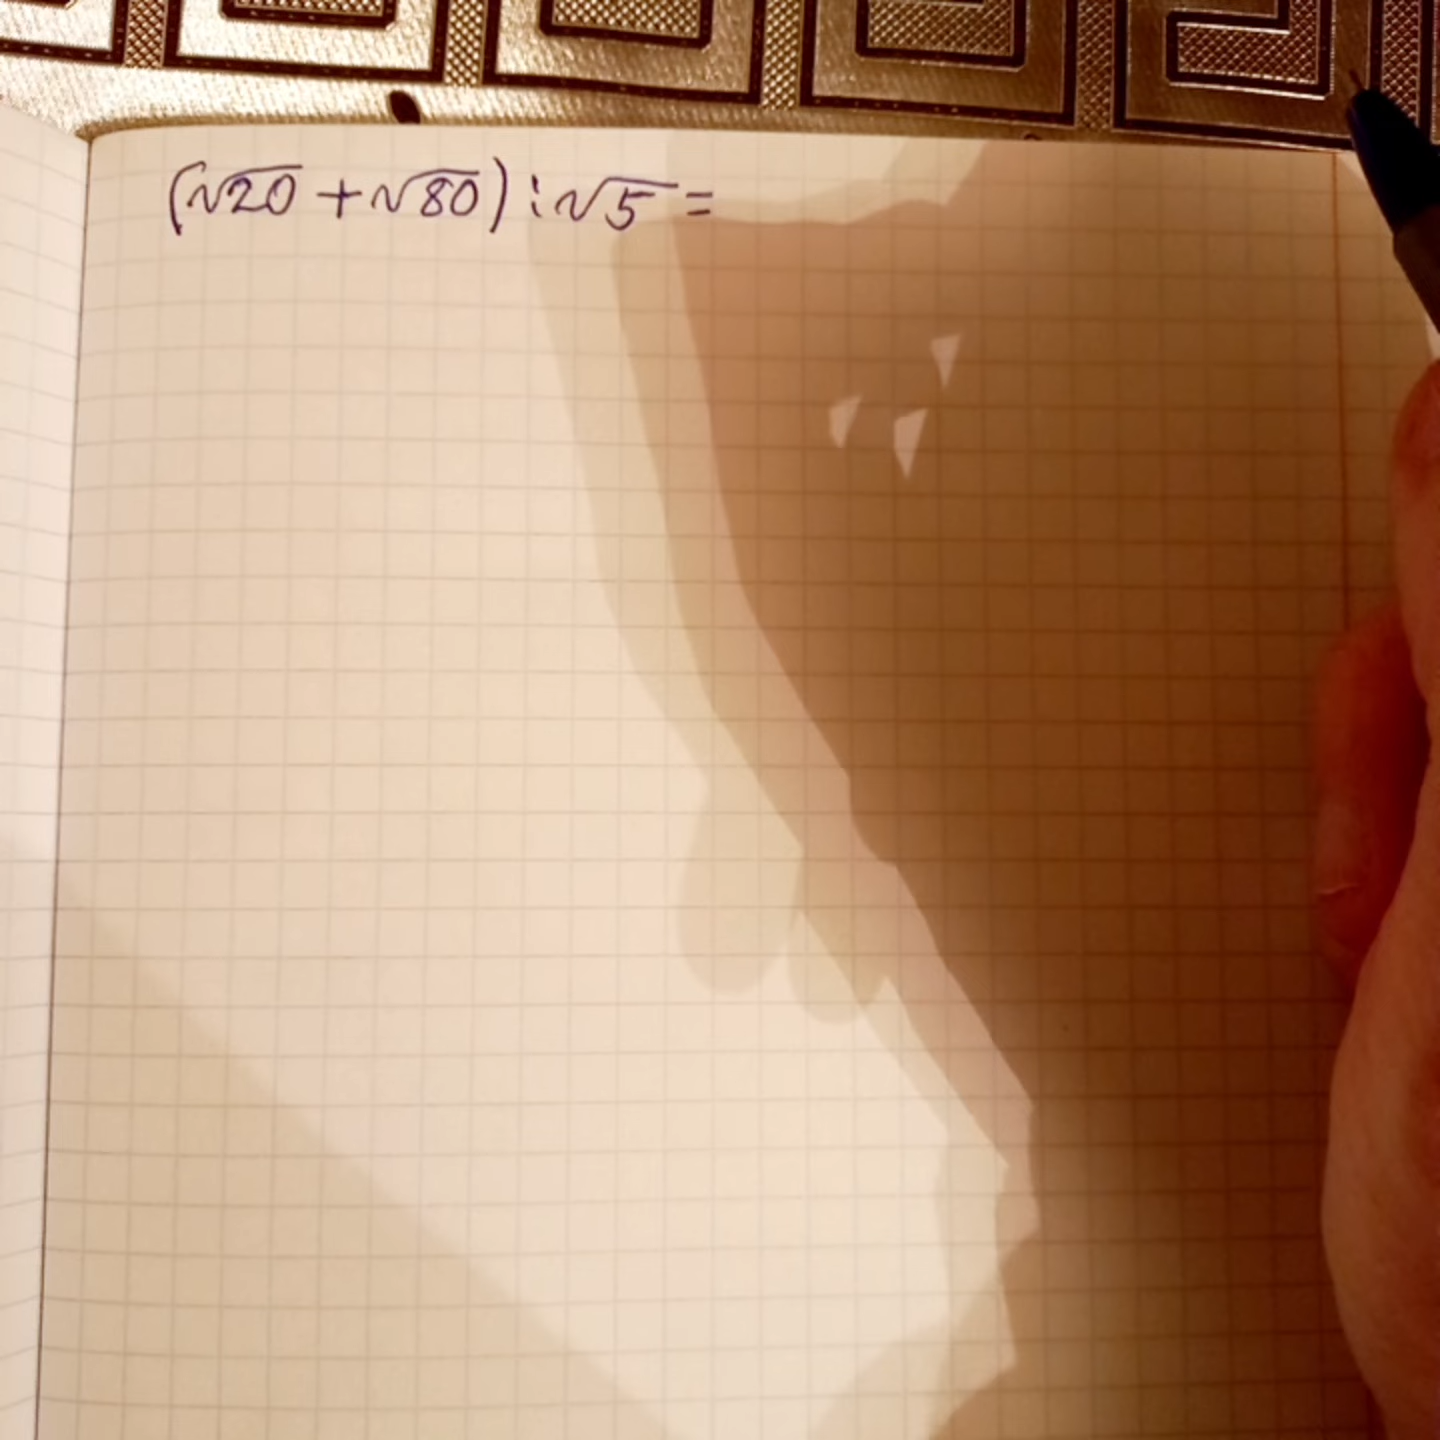 (√20 + √80) : √5 =